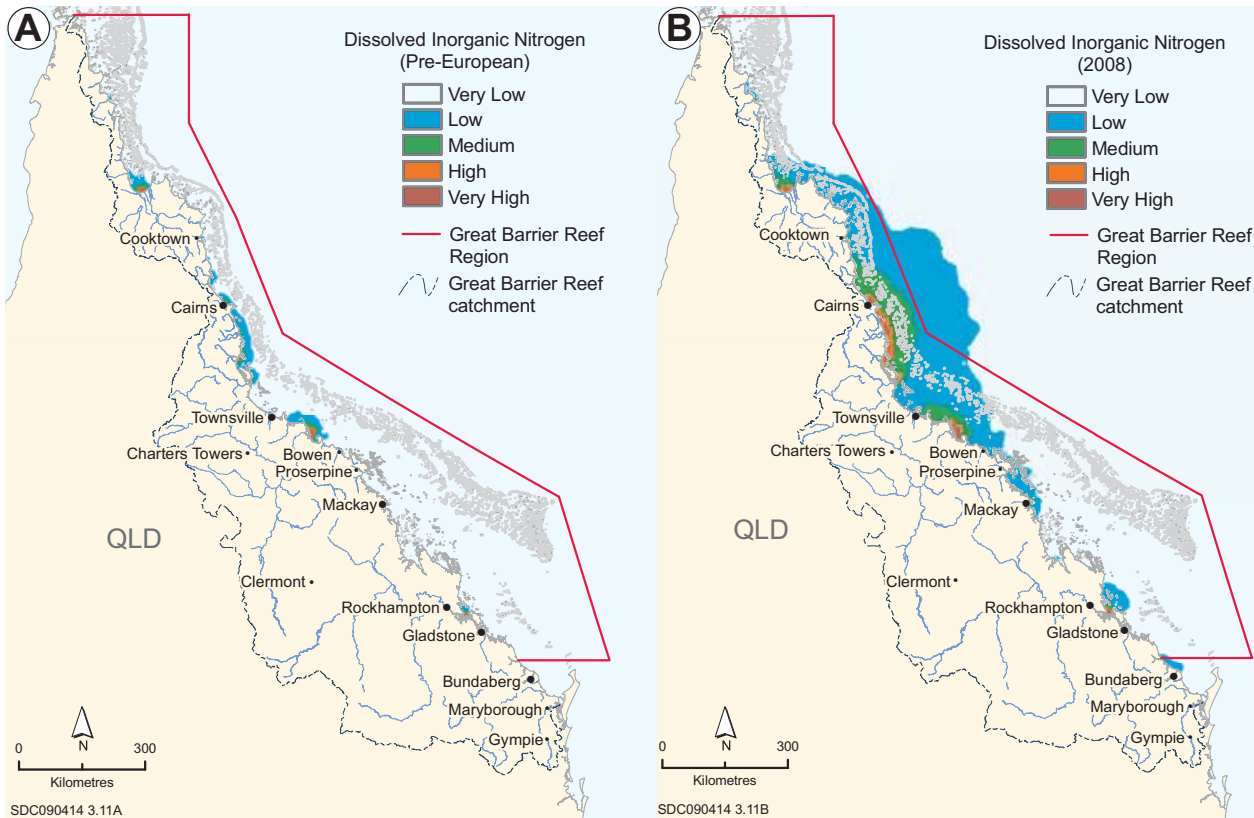 A
Dissolved Inorganic Nitrogen
(Pre-European)
Very Low
Low
Medium
High
Very High
Great Barrier Reef
Region
Great Barrier Reef
catchment
Cooktown
Cairns
Townsville
Charters Towers
Bowen
Proserpine
Mackay
QLD
Clermont
Rockhampton
Gladstone
Bundaberg
Maryborough
Gympie
N
0 300
Kilometres
SDC090414 3.11A
B
Dissolved Inorganic Nitrogen
(2008)
Very Low
Low
Medium
High
Very High
Great Barrier Reef
Region
Great Barrier Reef
catchment
Cooktown
Cairns
Townsville
Charters Towers
Bowen
Proserpine
Mackay
QLD
Clermont
Rockhampton
Gladstone
Bundaberg
Maryborough
Gympie
N
0 300
Kilometres
SDC090414 3.11B